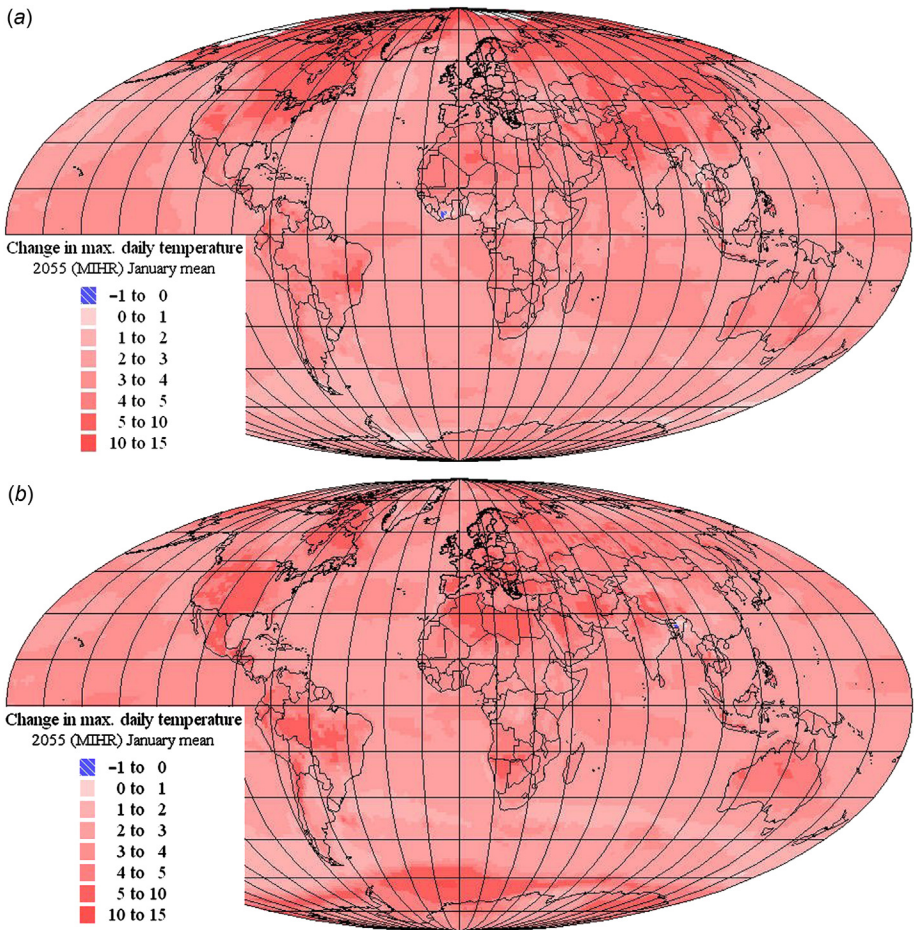 (a)
Change in max. daily temperature
2055 (MIHR) January mean
−1 to 0
0 to 1
1 to 2
2 to 3
3 to 4
4 to 5
5 to 10
10 to 15
(b)
Change in max. daily temperature
2055 (MIHR) January mean
−1 to 0
0 to 1
1 to 2
2 to 3
3 to 4
4 to 5
5 to 10
10 to 15